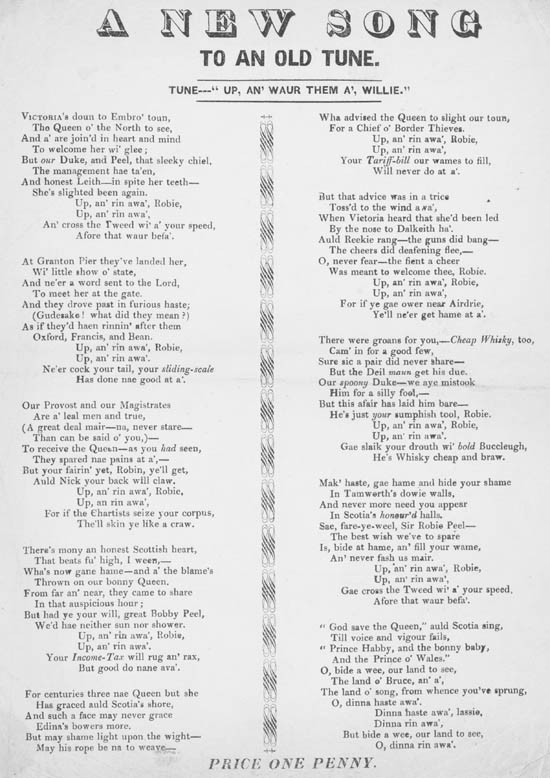 A NEW SONG
TO AN OLD TUNE.
TUNE---"UP, AN' WAUR THEM A', WILLIE."
VICTORIA's doun to Embro' toun,
The Queen o' the North to see,
And a' are join'd in heart and mind
To welcome her wi' glee;
But our Duke, and Peel, that sleeky chiel,
The management hae ta'en,
And honest Leith—in spite her teeth—
She's slighted been again.
Up, an' rin awa', Robie,
Up, an' rin awa',
An' cross the Tweed wi' a' your speed,
Afore that waur befa'.
At Granton Pier they've landed her,
Wi' little show o' state,
And ne'er a word sent to the Lord,
To meet her at the gate.
And they drove past in furious haste;
(Gudesake! what did they mean?)
As if they'd haen rinnin' after them
Oxford, Francis, and Bean.
Up, an' rin awa', Robie,
Up, an' rin awa'.
Ne'er cock your tail, your sliding-scale
Has done nae good at a'.
Our Provost and our Magistrates
Are a' leal men and true,
(A great deal mair—na, never stare—
Than can be said o' you,)—
To receive the Queen—as you had seen,
They spared nae pains at a',—
But your fairin' yet, Robin, ye'll get,
Auld Nick your back will claw.
Up, an' rin awa', Robie,
Up, an rin awa',
For if the Chartists seize your corpus,
The'll skin ye like a craw.
There's mony an honest Scottish heart,
That beats fu' high, I ween,—
Wha's now gane hame—and a' the blame's
Thrown on our bonny Queen.
From far an' near, they came to share
In that auspicious hour;
But had ye your will, great Bobby Peel,
We'd hae neither sun nor shower.
Up, an' rin awa', Robie,
Up, an' rin awa'.
Your Income-Tax will rug an' rax,
But good do nane ava'.
For centuries three nae Queen but she
Has graced auld Scotia's shore,
And such a face may never grace
Edina's bowers more.
But may shame light upon the wight—
May his rope be na to weave—
Wha advised the Queen to slight our toun,
For a Chief o' Border Thieves.
Up, an' rin awa', Robie,
Up, an' rin awa',
Your Tariff-bill our wames to fill,
Will never do at a'.
But that advice was in a trice
Toss'd to the wind awa',
When Victoria heard that she'd been led
By the nose to Dalkeith ha'.
Auld Reekie rang—the guns did bang—
The cheers did deafening flee,—
O, never fear—the fient a cheer
Was meant to welcome thee, Robie.
Up, an' rin awa', Robie,
Up, an' rin awa',
For if ye gae ower near Airdrie,
Ye'll ne'er get hame at a'.
There were groans for you,—Cheap Whisky, too,
Cam' in for a good few,
Sure sic a pair did never share—
But the Deil maun get his due.
Our spoony Duke—we aye mistook
Him for a silly fool,—
But this afair has laid him bare—
He's just your sumphish tool, Robie.
Up, an' rin awa', Robie,
Up, an' rin awa'.
Gae slaik your drouth wi' bold Buccleugh,
He's Whisky cheap and braw.
Mak' haste, gae hame and hide your shame
In Tamworth's dowie walls,
And never more need you appear
In Scotia's honour'd halls.
Sae, fare-ye-weel, Sir Robie Peel—
The best wish we've to spare
Is, bide at hame, an' fill your wame,
An' never fash us mair.
Up, an' rin awa', Robie,
Up, an' rin awa',
Gae cross the Tweed wi' a' your speed,
Afore that waur befa'.
"God save the Queen," auld Scotia sing,
Till voice and vigour fails,
"Prince Habby, and the bonny baby,
And the Prince o' Wales."
O, bide a wee, our land to see,
The land o' Bruce, an' a',
The land o' song, from whence you've sprung,
O, dinna haste awa'.
Dinna haste awa', lassie,
Dinna rin awa',
But bide a wee, our land to see,
O, dinna rin awa'.
PRICE ONE PENNY.